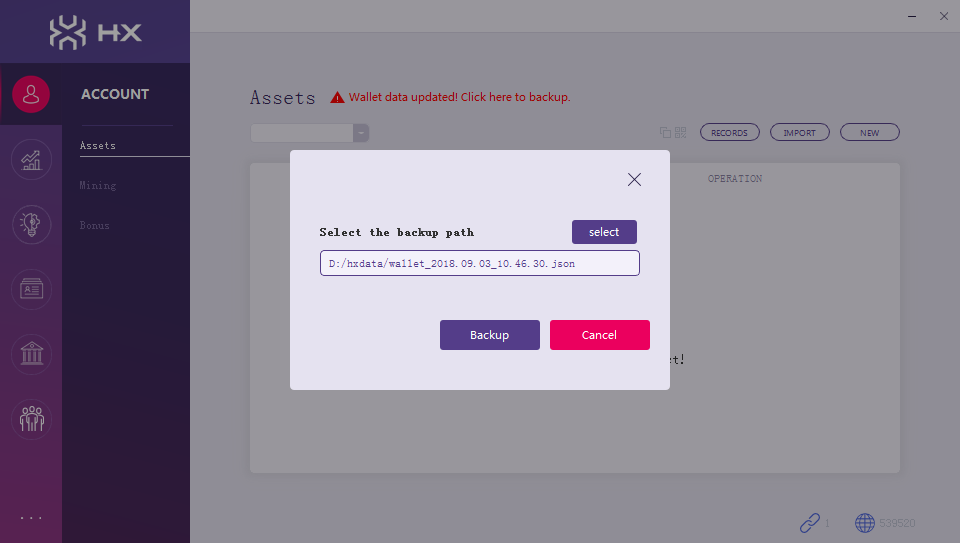 HX
ACCOUNT
Assets
Mining
Bonus
Assets
Wallet data updated! Click here to backup.
RECORDS
IMPORT
NEW
OPERATION
Select the backup path
select
D:/hxdata/wallet_2018.09.03_10.46.30.json
Backup
Cancel
t!
...
1
539520